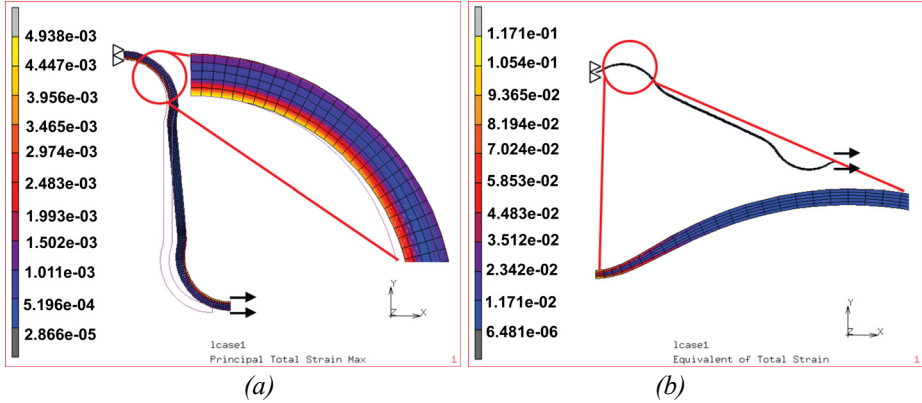 4.938e-03
4.447e-03
3.956e-03
3.465e-03
2.974e-03
2.483e-03
1.993e-03
1.502e-03
1.011e-03
5.196e-04
2.866e-05
Y
Z X
lcase1
Principal Total Strain Max 1
(a)
1.171e-01
1.054e-01
9.365e-02
8.194e-02
7.024e-02
5.853e-02
4.483e-02
3.512e-02
2.342e-02
1.171e-02
6.481e-06
Y
Z X
lcase1
Equivalent of Total Strain 1
(b)